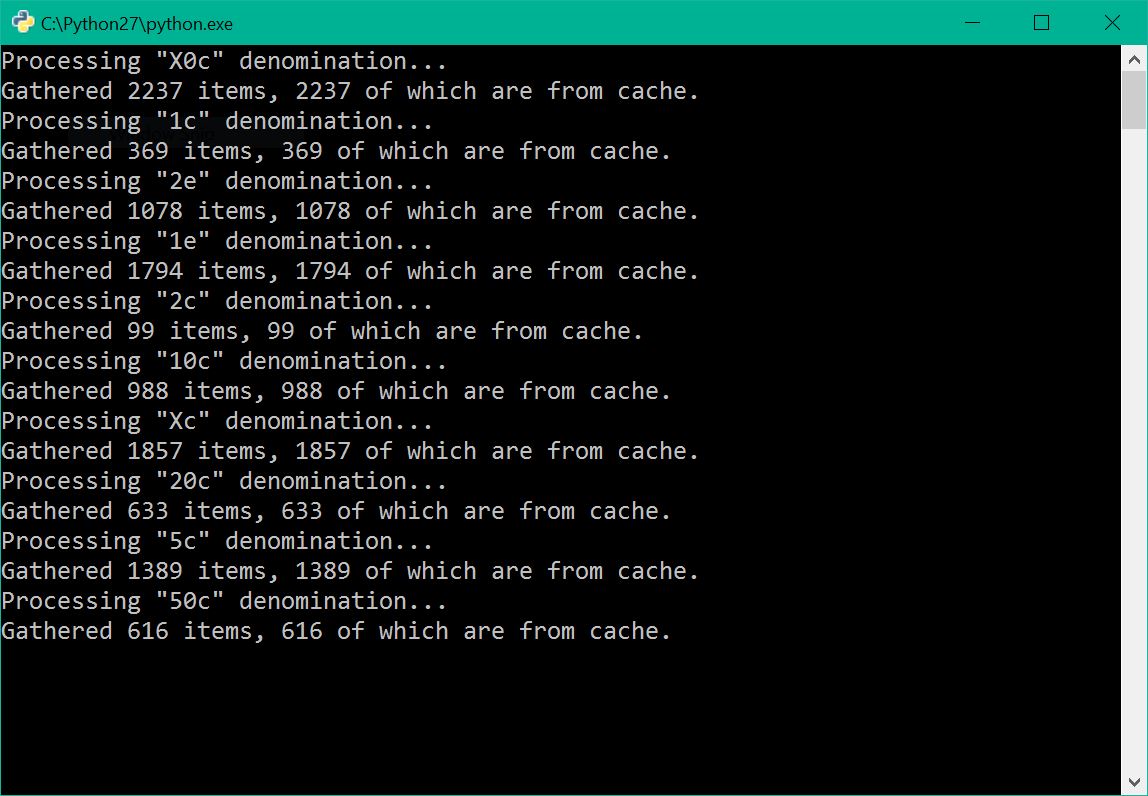 C:\Python27\python.exe
Processing "X0c" denomination...
Gathered 2237 items, 2237 of which are from cache.
Processing "1c" denomination...
Gathered 369 items, 369 of which are from cache.
Processing "2e" denomination...
Gathered 1078 items, 1078 of which are from cache.
Processing "1e" denomination...
Gathered 1794 items, 1794 of which are from cache.
Processing "2c" denomination...
Gathered 99 items, 99 of which are from cache.
Processing "10c" denomination...
Gathered 988 items, 988 of which are from cache.
Processing "Xc" denomination...
Gathered 1857 items, 1857 of which are from cache.
Processing "20c" denomination...
Gathered 633 items, 633 of which are from cache.
Processing "5c" denomination...
Gathered 1389 items, 1389 of which are from cache.
Processing "50c" denomination...
Gathered 616 items, 616 of which are from cache.